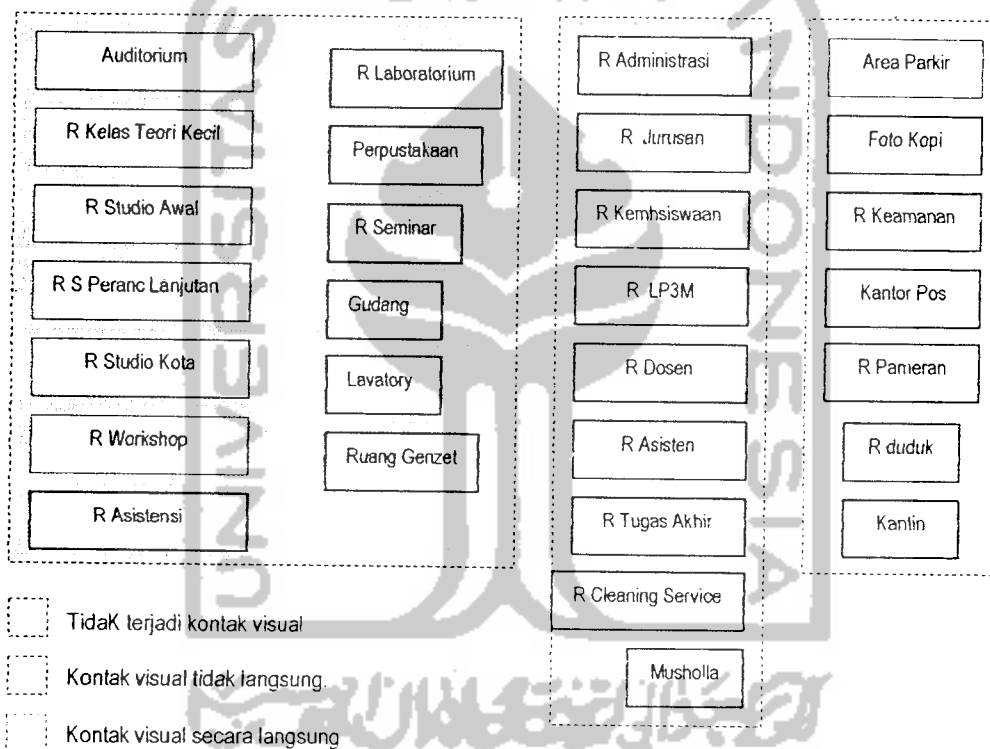 Auditorium
R Kelas Teori Kecil
R Studio Awal
R S Peranc Lanjutan
R Studio Kota
R Workshop
R Asistensi
R Laboratorium
Perpustakaan
R Seminar
Gudang
Lavatory
Ruang Genzet
R Administrasi
R Jurusan
R Kemhsiswaan
R LP3M
R Dosen
R Asisten
R Tugas Akhir
R Cleaning Service
Musholla
Area Parkir
Foto Kopi
R Keamanan
Kantor Pos
R Pameran
R duduk
Kantin
TidaK terjadi kontak visual
Kontak visual tidak langsung.
Kontak visual secara langsung
UNIVERSITAS
INDONESIA